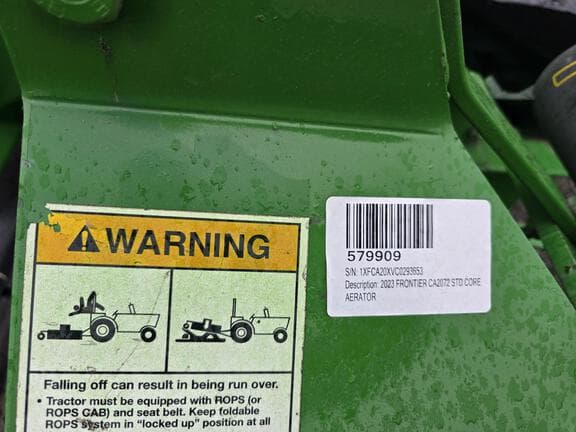 WARNING
Falling off can result in being run over.
• Tractor must be equipped with ROPS (or
ROPS CAB) and seat belt. Keep foldable
ROPS system in “locked up” position at all
579909
S/N: 1XFCA20XVC0293653
Description: 2023 FRONTIER CA2072 STD CORE
AERATOR